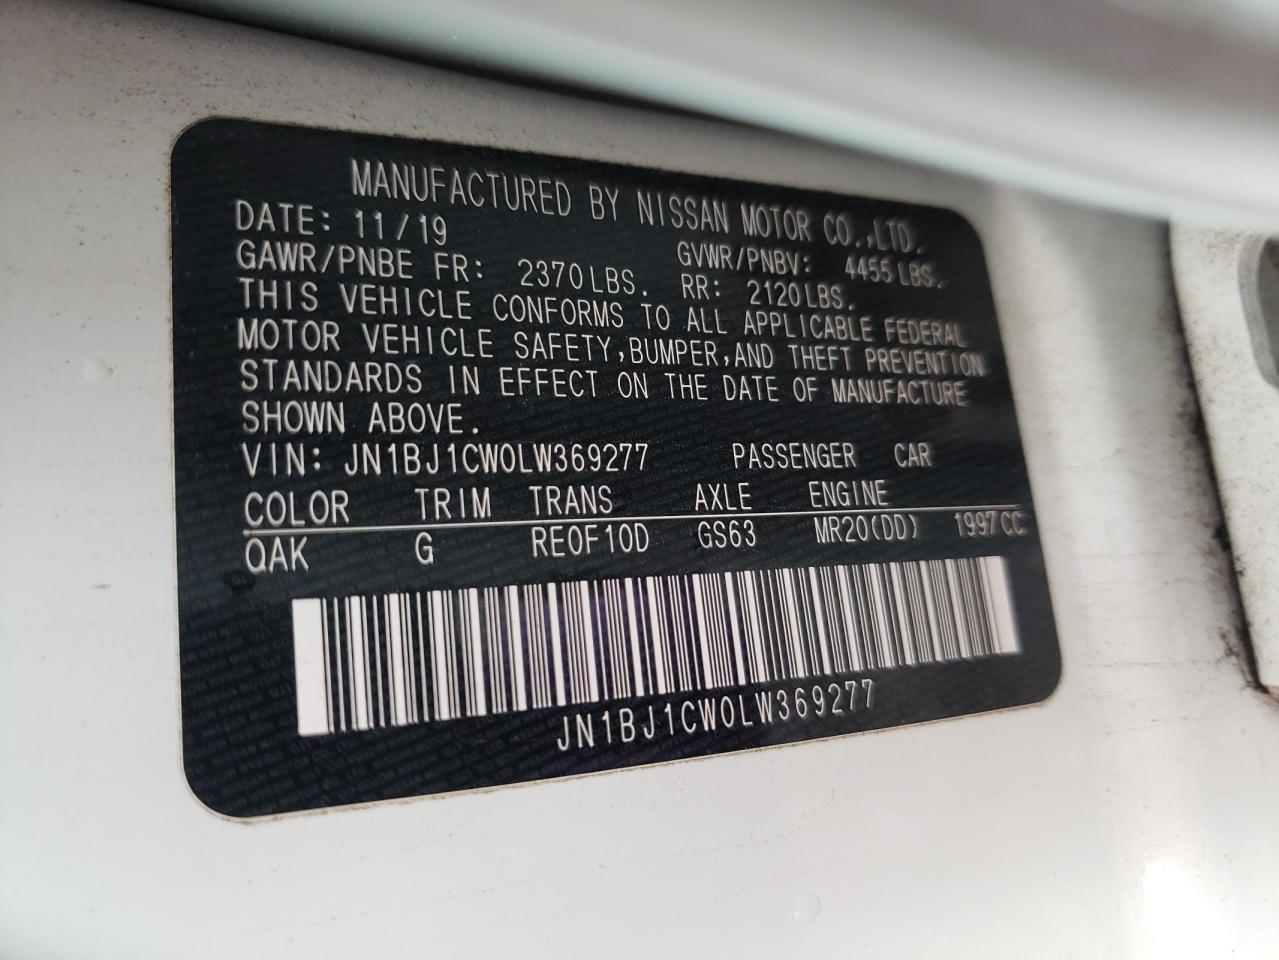 MANUFACTURED BY NISSAN MOTOR CO.,LTD.
DATE: 11/19 GVWR/PNBV: 4455 LBS.
GAWR/PNBE FR: 2370LBS. RR: 2120LBS.
THIS VEHICLE CONFORMS TO ALL APPLICABLE FEDERAL
MOTOR VEHICLE SAFETY,BUMPER,AND THEFT PREVENTION
STANDARDS IN EFFECT ON THE DATE OF MANUFACTURE
SHOWN ABOVE.
VIN: JN1BJ1CW0LW369277 PASSENGER CAR
COLOR TRIM TRANS AXLE ENGINE
QAK G RE0F10D GS63 MR20(DD) 1997CC
JN1BJ1CW0LW369277